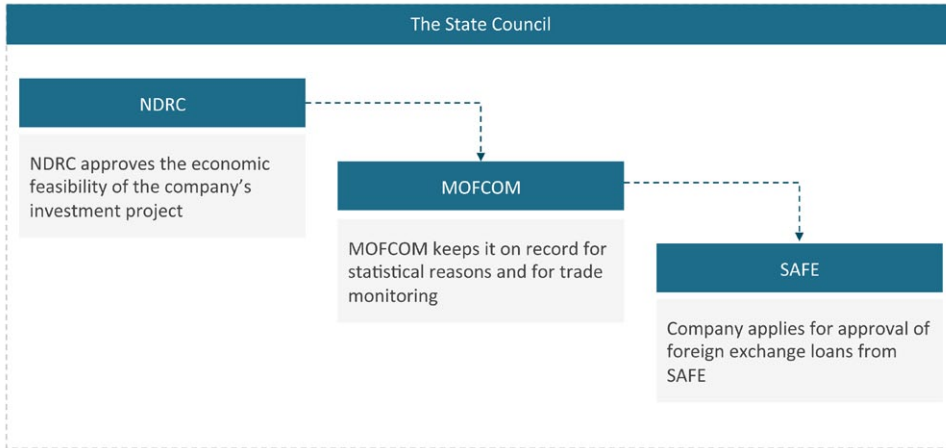 The State Council
NDRC
NDRC approves the economic
feasibility of the company’s
investment project
MOFCOM
MOFCOM keeps it on record for
statistical reasons and for trade
monitoring
SAFE
Company applies for approval of
foreign exchange loans from
SAFE